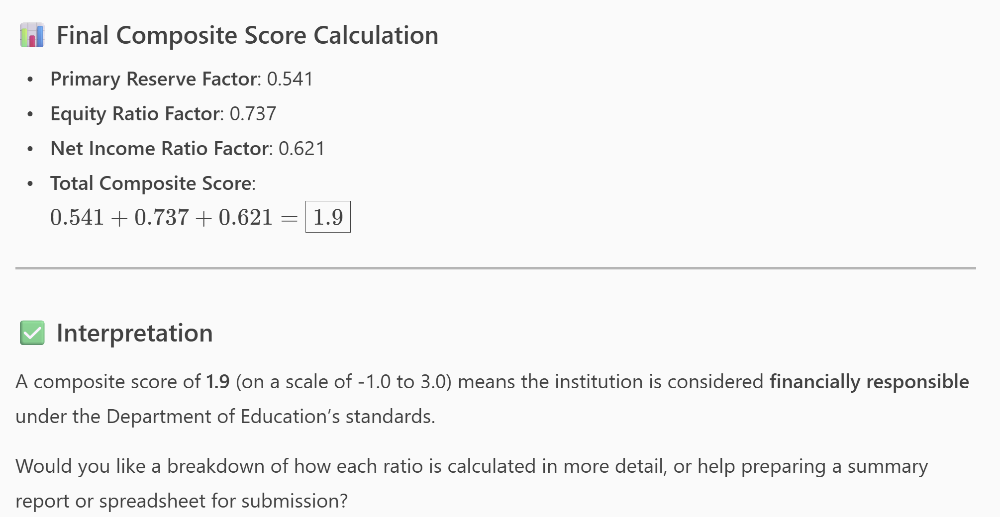 Final Composite Score Calculation
• Primary Reserve Factor: 0.541
• Equity Ratio Factor: 0.737
• Net Income Ratio Factor: 0.621
• Total Composite Score:
0.541 + 0.737 + 0.621 = 1.9
Interpretation
A composite score of 1.9 (on a scale of -1.0 to 3.0) means the institution is considered financially responsible
under the Department of Education’s standards.
Would you like a breakdown of how each ratio is calculated in more detail, or help preparing a summary
report or spreadsheet for submission?